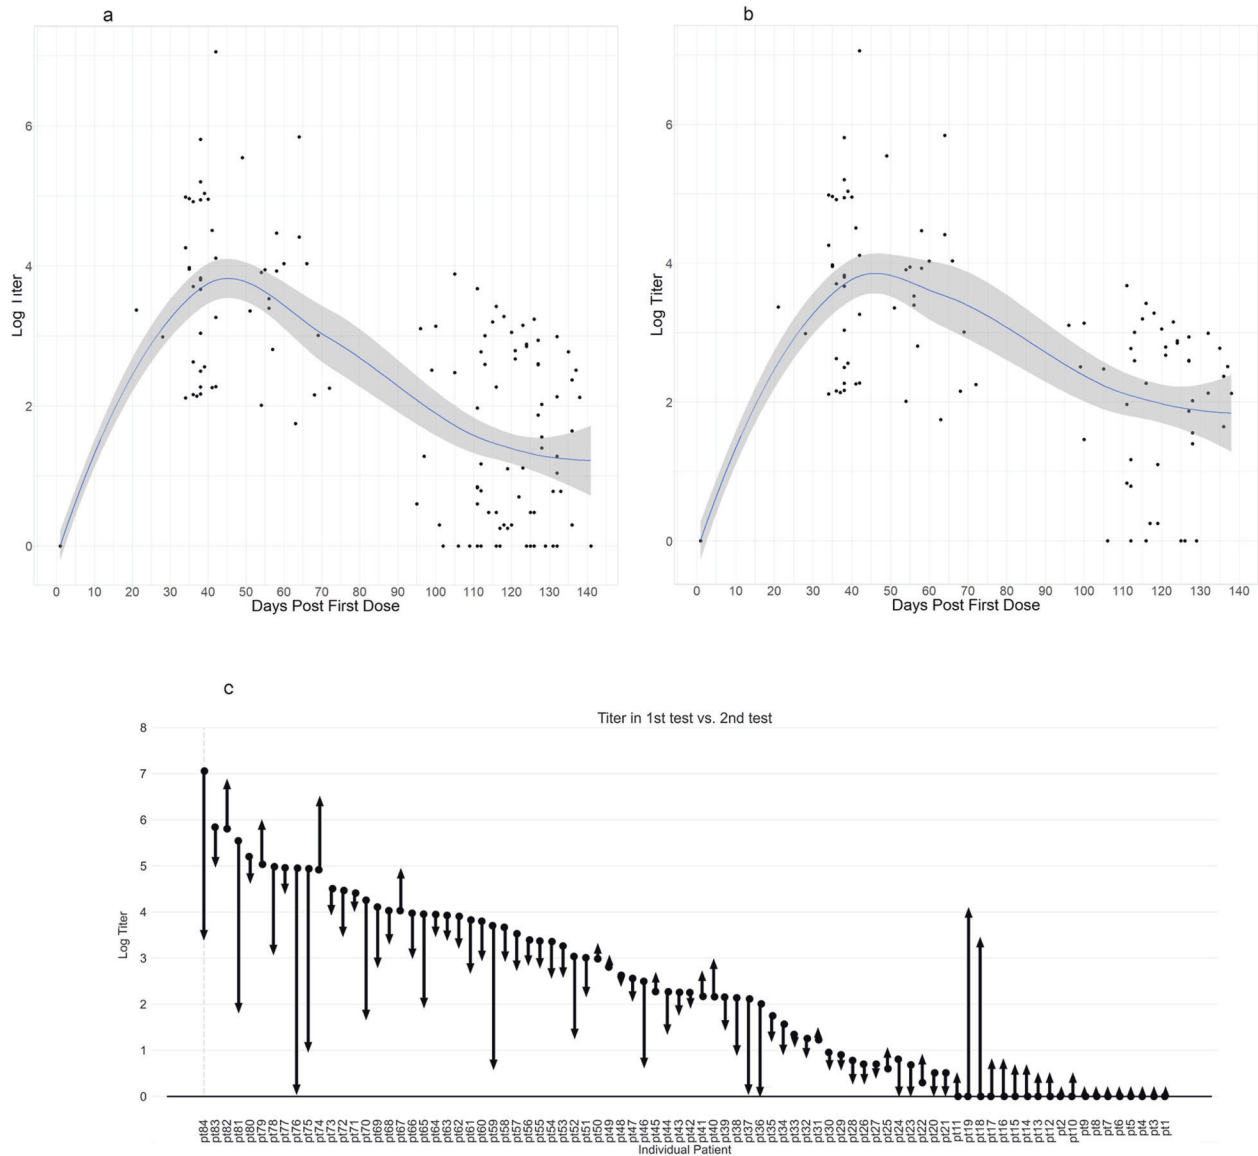 a
6
4
2
0
Log Titer
0 10 20 30 40 50 60 70 80 90 100 110 120 130 140
Days Post First Dose
b
6
4
2
0
Log Titer
0 10 20 30 40 50 60 70 80 90 100 110 120 130 140
Days Post First Dose
c
Titer in 1st test vs. 2nd test
8
7
6
5
4
3
2
1
0
Log Titer
pt84 pt83 pt82 pt81 pt80 pt79 pt78 pt77 pt76 pt75 pt74 pt73 pt72 pt71 pt70 pt69 pt68 pt67 pt66 pt65 pt64 pt63 pt62 pt61 pt60 pt59 pt58 pt57 pt56 pt55 pt54 pt53 pt52 pt51 pt50 pt49 pt48 pt47 pt46 pt45 pt44 pt43 pt42 pt41 pt40 pt39 pt38 pt37 pt36 pt35 pt34 pt33 pt32 pt31 pt30 pt29 pt28 pt26 pt27 pt25 pt24 pt23 pt22 pt20 pt21 pt11 pt19 pt18 pt17 pt16 pt15 pt14 pt13 pt12 pt2 pt10 pt9 pt8 pt7 pt6 pt5 pt4 pt3 pt1
Individual Patient